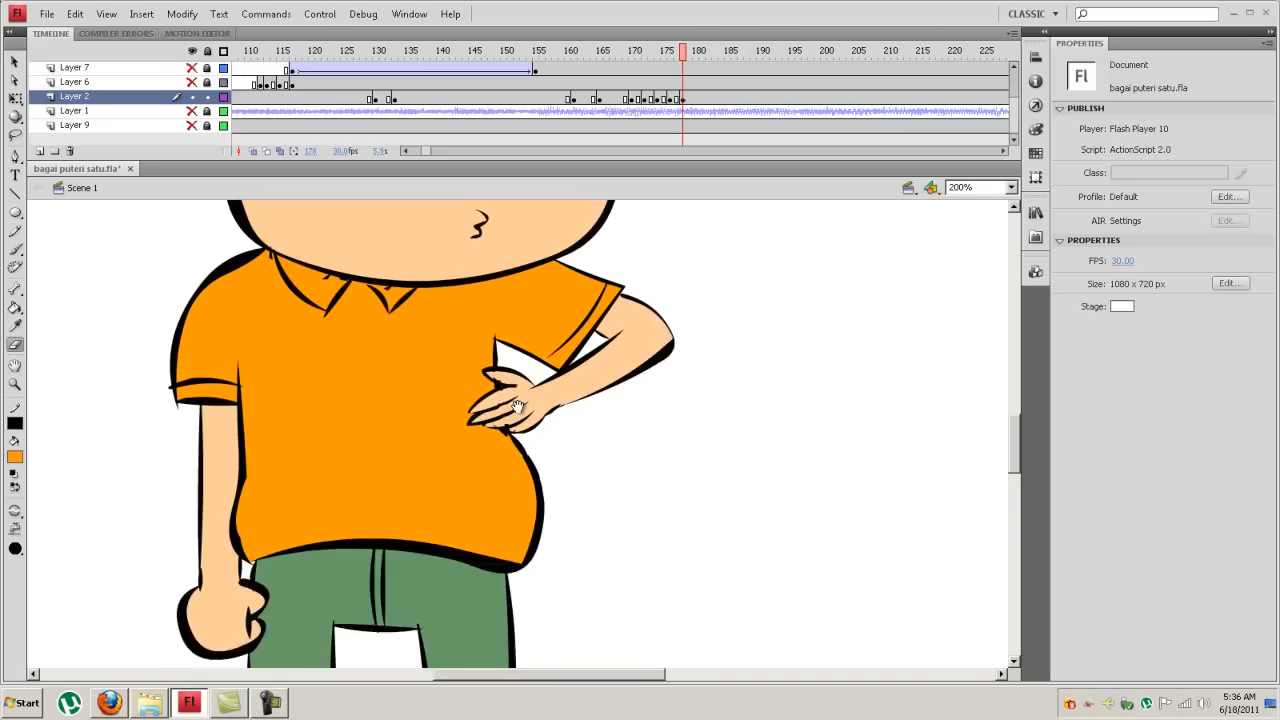 Fl File Edit View Insert Modify Text Commands Control Debug Window Help CLASSIC
TIMELINE COMPILER ERRORS MOTION EDITOR
110 115 120 125 130 135 140 145 150 155 160 165 170 175 180 185 190 195 200 205 210 215 220 225
Layer 7
Layer 6
Layer 2
Layer 1
Layer 9
178 30.0fps 5.9s
bagai puteri satu.fla*
Scene 1 200%
PROPERTIES
Fl
Document
bagai puteri satu.fla
PUBLISH
Player: Flash Player 10
Script: ActionScript 2.0
Class:
Profile: Default Edit...
AIR Settings Edit...
PROPERTIES
FPS: 30.00
Size: 1080 x 720 px Edit...
Stage:
T
Start Fl 5:36 AM
6/18/2011